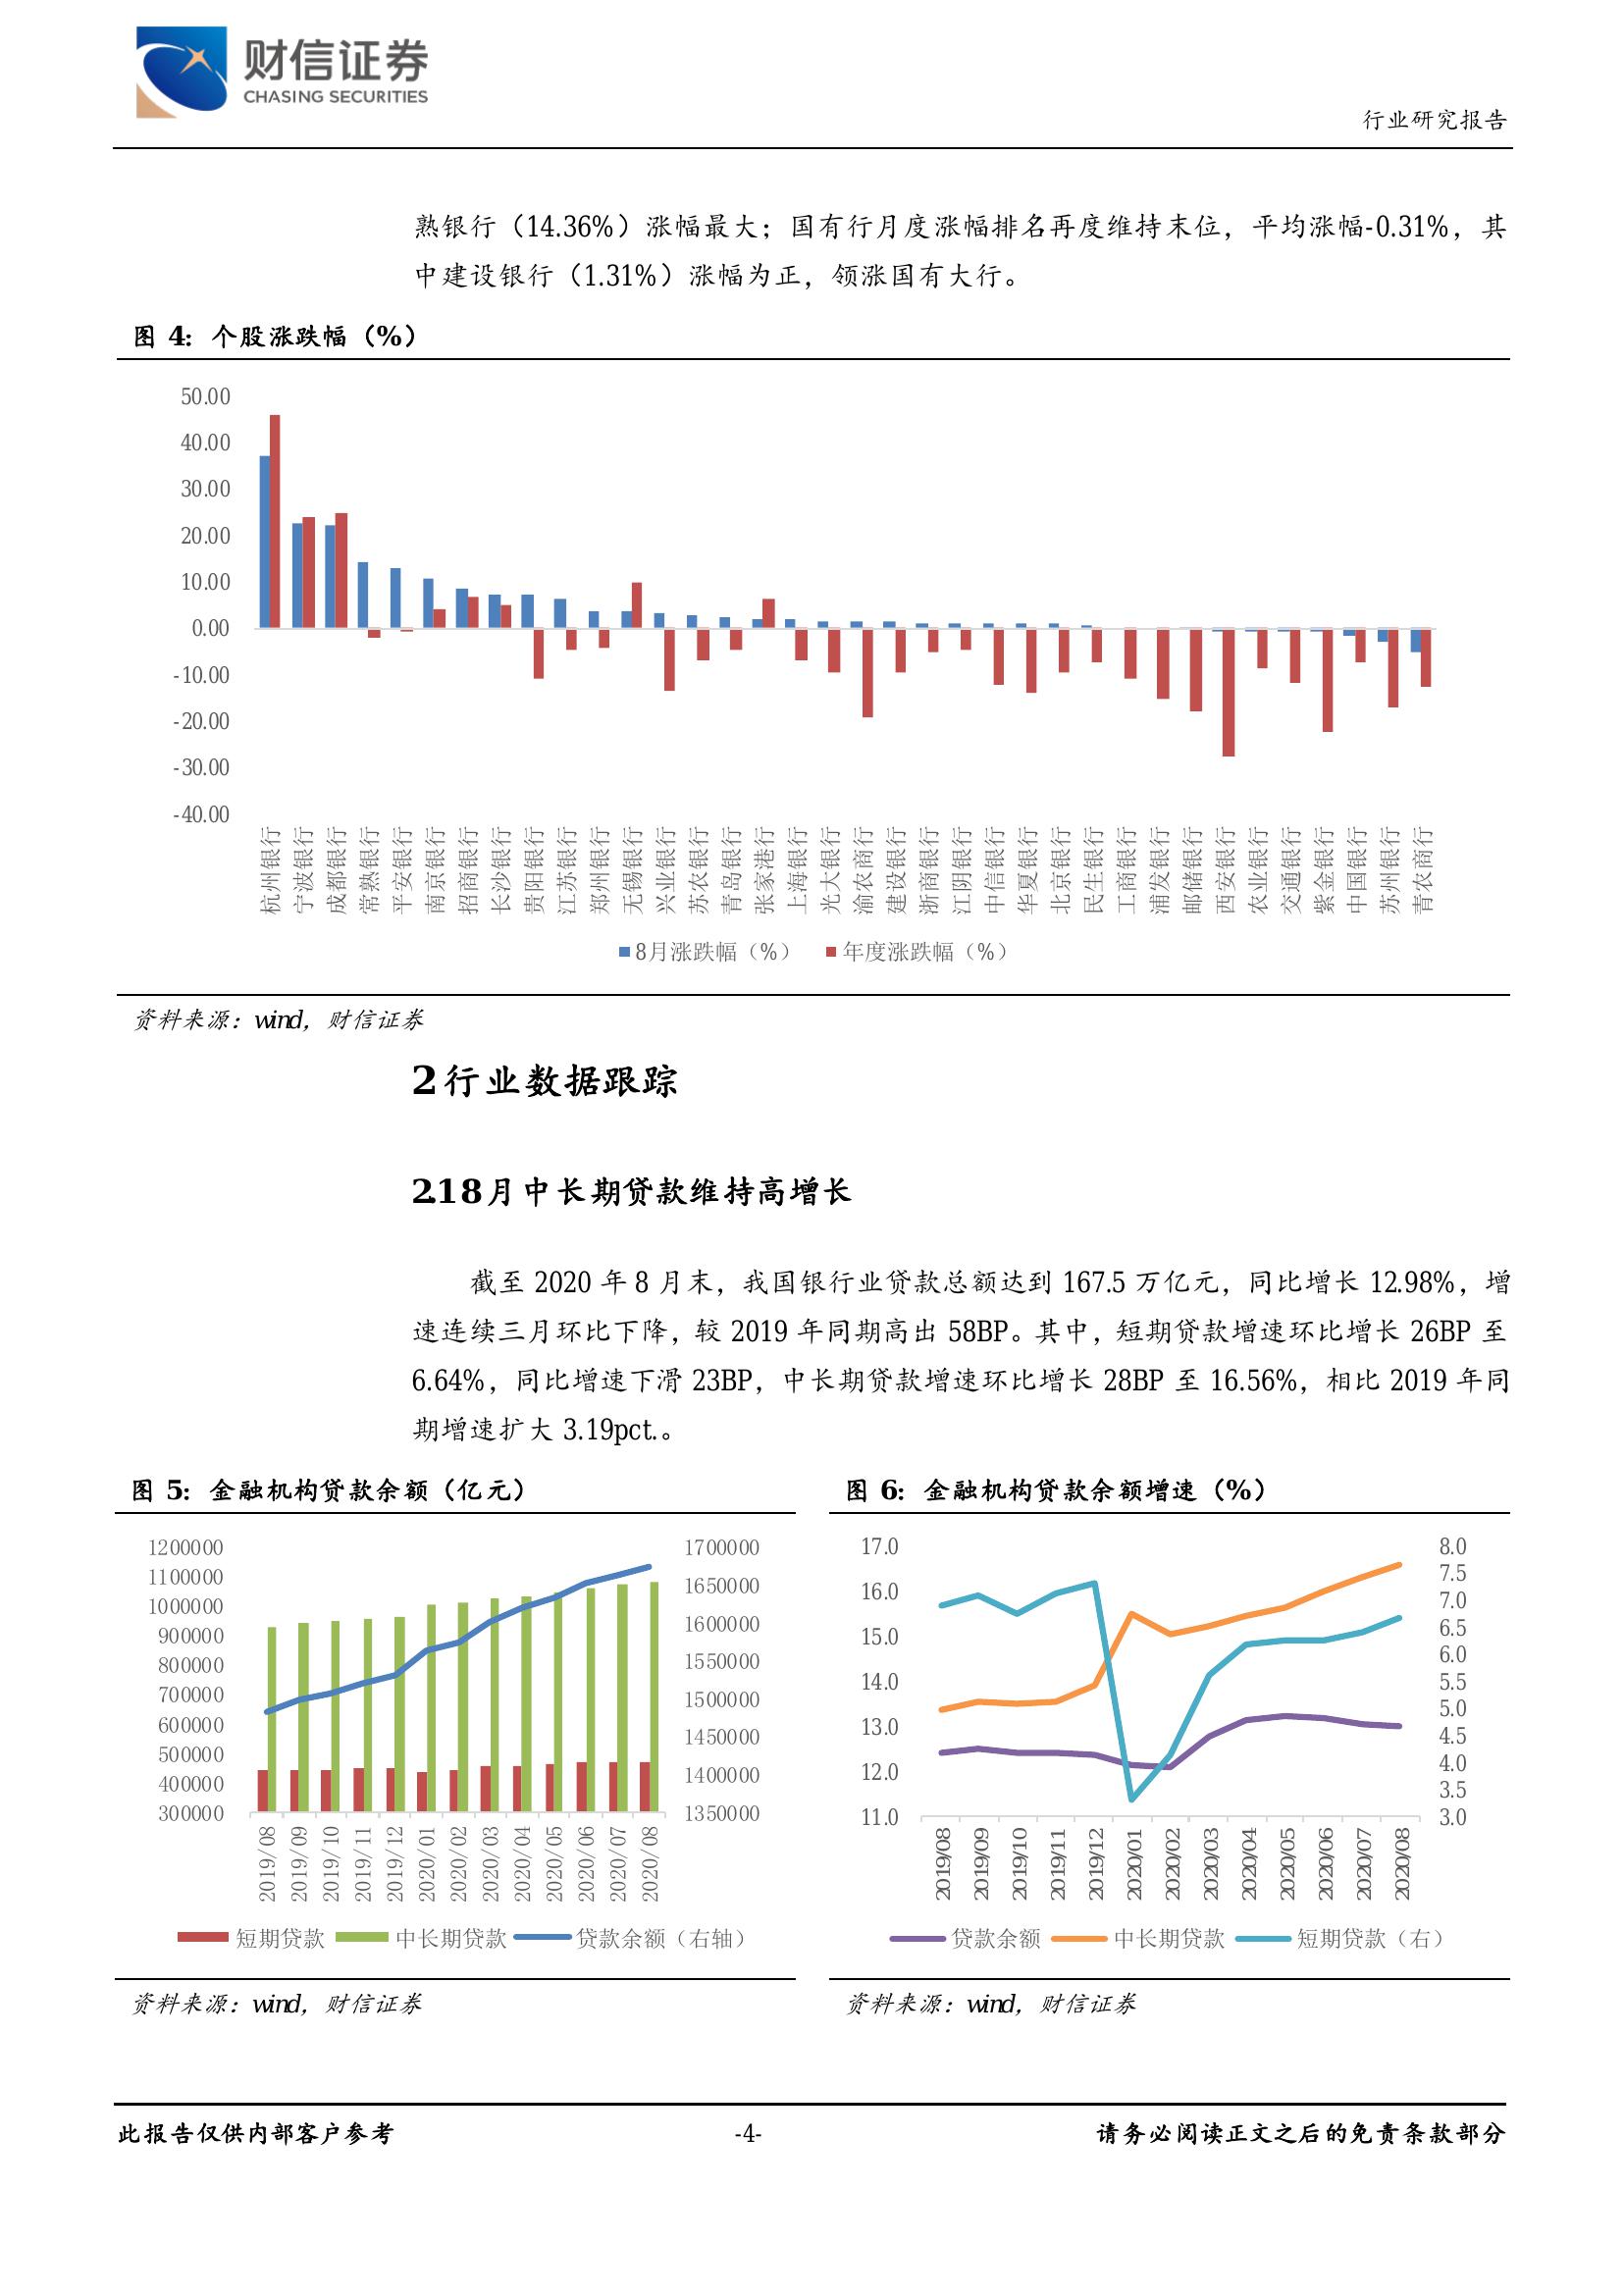 财信证券
CHASING SECURITIES
行业研究报告
熟银行（14.36%）涨幅最大；国有行月度涨幅排名再度维持末位，平均涨幅-0.31%，其
中建设银行（1.31%）涨幅为正，领涨国有大行。
图 4：个股涨跌幅（%）
50.00
40.00
30.00
20.00
10.00
0.00
-10.00
-20.00
-30.00
-40.00
杭州银行
宁波银行
成都银行
常熟银行
平安银行
南京银行
招商银行
长沙银行
贵阳银行
江苏银行
郑州银行
无锡银行
兴业银行
苏农银行
青岛银行
张家港行
上海银行
光大银行
渝农商行
建设银行
浙商银行
江阴银行
中信银行
华夏银行
北京银行
民生银行
工商银行
浦发银行
邮储银行
西安银行
农业银行
交通银行
紫金银行
中国银行
苏州银行
青农商行
8月涨跌幅（%） 年度涨跌幅（%）
资料来源：wind，财信证券
2 行业数据跟踪
2.1 8 月中长期贷款维持高增长
截至 2020 年 8 月末，我国银行业贷款总额达到 167.5 万亿元，同比增长 12.98%，增
速连续三月环比下降，较 2019 年同期高出 58BP。其中，短期贷款增速环比增长 26BP 至
6.64%，同比增速下滑 23BP，中长期贷款增速环比增长 28BP 至 16.56%，相比 2019 年同
期增速扩大 3.19pct.。
图 5：金融机构贷款余额（亿元）
1200000
1100000
1000000
900000
800000
700000
600000
500000
400000
300000
1700000
1650000
1600000
1550000
1500000
1450000
1400000
1350000
2019/08
2019/09
2019/10
2019/11
2019/12
2020/01
2020/02
2020/03
2020/04
2020/05
2020/06
2020/07
2020/08
短期贷款 中长期贷款 贷款余额（右轴）
资料来源：wind，财信证券
图 6：金融机构贷款余额增速（%）
17.0
16.0
15.0
14.0
13.0
12.0
11.0
8.0
7.5
7.0
6.5
6.0
5.5
5.0
4.5
4.0
3.5
3.0
2019/08
2019/09
2019/10
2019/11
2019/12
2020/01
2020/02
2020/03
2020/04
2020/05
2020/06
2020/07
2020/08
贷款余额 中长期贷款 短期贷款（右）
资料来源：wind，财信证券
此报告仅供内部客户参考 -4- 请务必阅读正文之后的免责条款部分